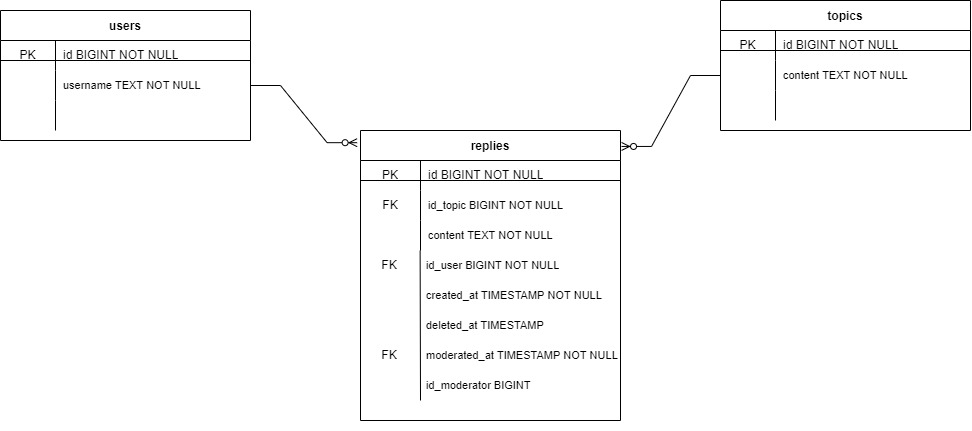 users
PK id BIGINT NOT NULL
username TEXT NOT NULL
topics
PK id BIGINT NOT NULL
content TEXT NOT NULL
replies
PK id BIGINT NOT NULL
FK id_topic BIGINT NOT NULL
content TEXT NOT NULL
FK id_user BIGINT NOT NULL
created_at TIMESTAMP NOT NULL
deleted_at TIMESTAMP
FK moderated_at TIMESTAMP NOT NULL
id_moderator BIGINT